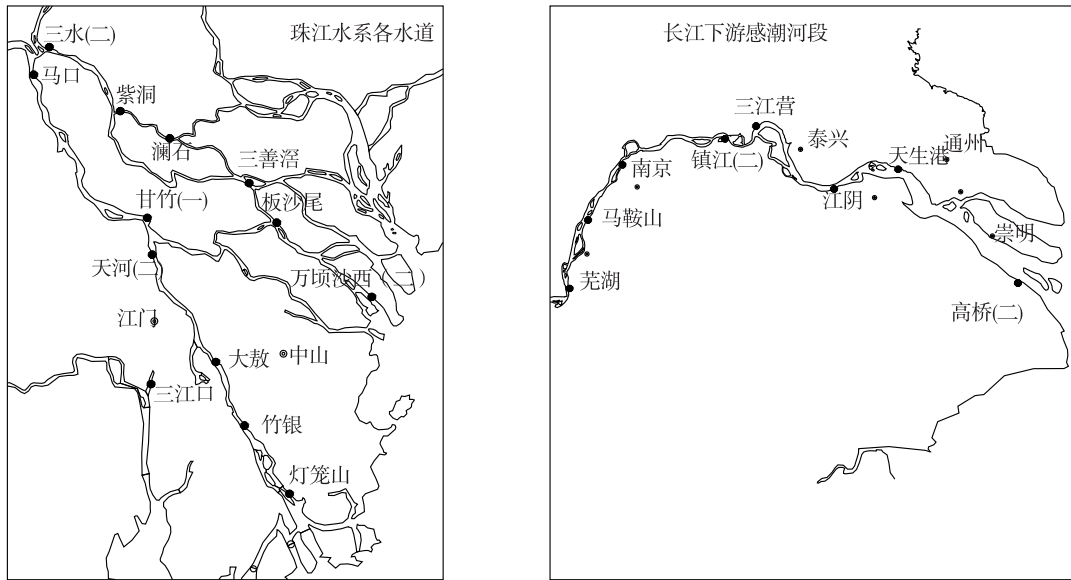 珠江水系各水道
三水(二)
马口
紫洞
澜石
三善滘
甘竹(一)
板沙尾
天河(二
万顷沙西（二）
江门
大敖
中山
三江口
竹银
灯笼山
长江下游感潮河段
三江营
泰兴
镇江(二)
通州
南京
天生港
江阴
马鞍山
崇明
芜湖
高桥(二)